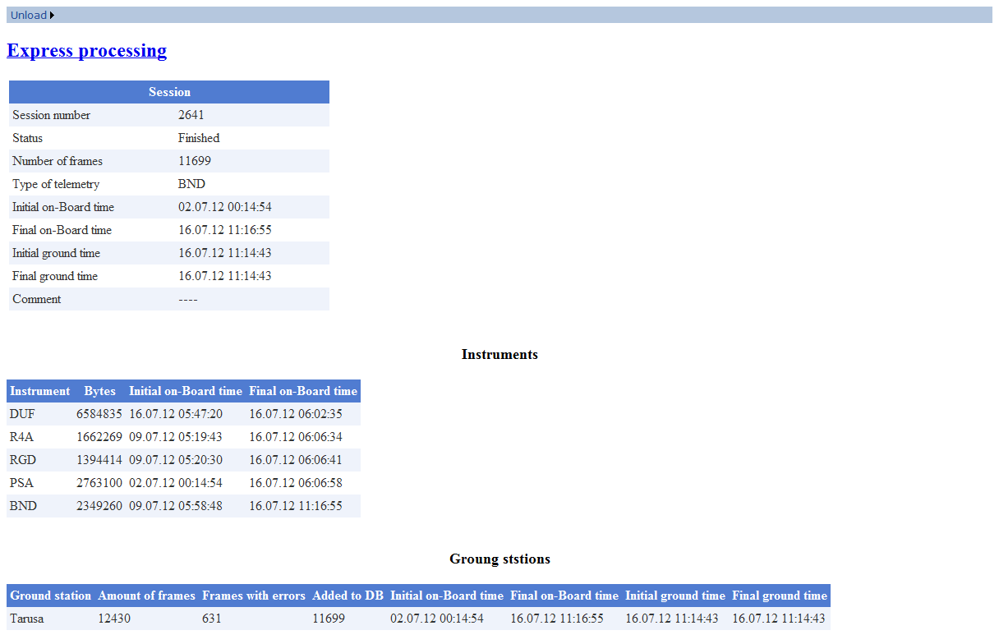 Unload
Express processing
Session
Session number 2641
Status Finished
Number of frames 11699
Type of telemetry BND
Initial on-Board time 02.07.12 00:14:54
Final on-Board time 16.07.12 11:16:55
Initial ground time 16.07.12 11:14:43
Final ground time 16.07.12 11:14:43
Comment ----
Instruments
Instrument Bytes Initial on-Board time Final on-Board time
DUF 6584835 16.07.12 05:47:20 16.07.12 06:02:35
R4A 1662269 09.07.12 05:19:43 16.07.12 06:06:34
RGD 1394414 09.07.12 05:20:30 16.07.12 06:06:41
PSA 2763100 02.07.12 00:14:54 16.07.12 06:06:58
BND 2349260 09.07.12 05:58:48 16.07.12 11:16:55
Groung ststions
Ground station Amount of frames Frames with errors Added to DB Initial on-Board time Final on-Board time Initial ground time Final ground time
Tarusa 12430 631 11699 02.07.12 00:14:54 16.07.12 11:16:55 16.07.12 11:14:43 16.07.12 11:14:43